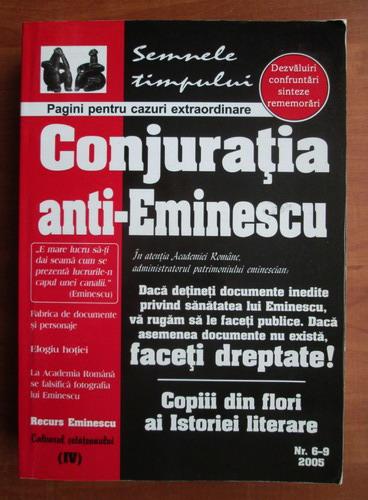 Semnele
timpului
Dezvăluiri
confruntări
sinteze
rememorări
Pagini pentru cazuri extraordinare
Conjurația
anti-Eminescu
„E mare lucru să-ți
dai seamă cum se
prezentă lucrurile-n
capul unei canalii.”
(Eminescu)
Fabrica de documente
și personaje
Elogiu hoției
La Academia Română
se falsifică fotografia
lui Eminescu
Recurs Eminescu
Cultural cetățeanului
(IV)
În atenția Academiei Române,
administratorul patrimoniului eminescian:
Dacă dețineți documente inedite
privind sănătatea lui Eminescu,
vă rugăm să le faceți publice. Dacă
asemenea documente nu există,
faceți dreptate!
Copiii din flori
ai Istoriei literare
Nr. 6-9
2005